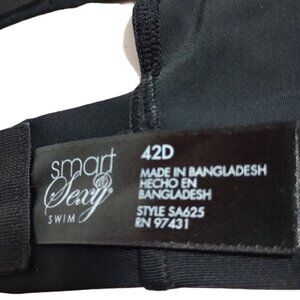 smart
& Sexy®
SWIM
42D
MADE IN BANGLADESH
HECHO EN
BANGLADESH
STYLE SA625
RN 97431